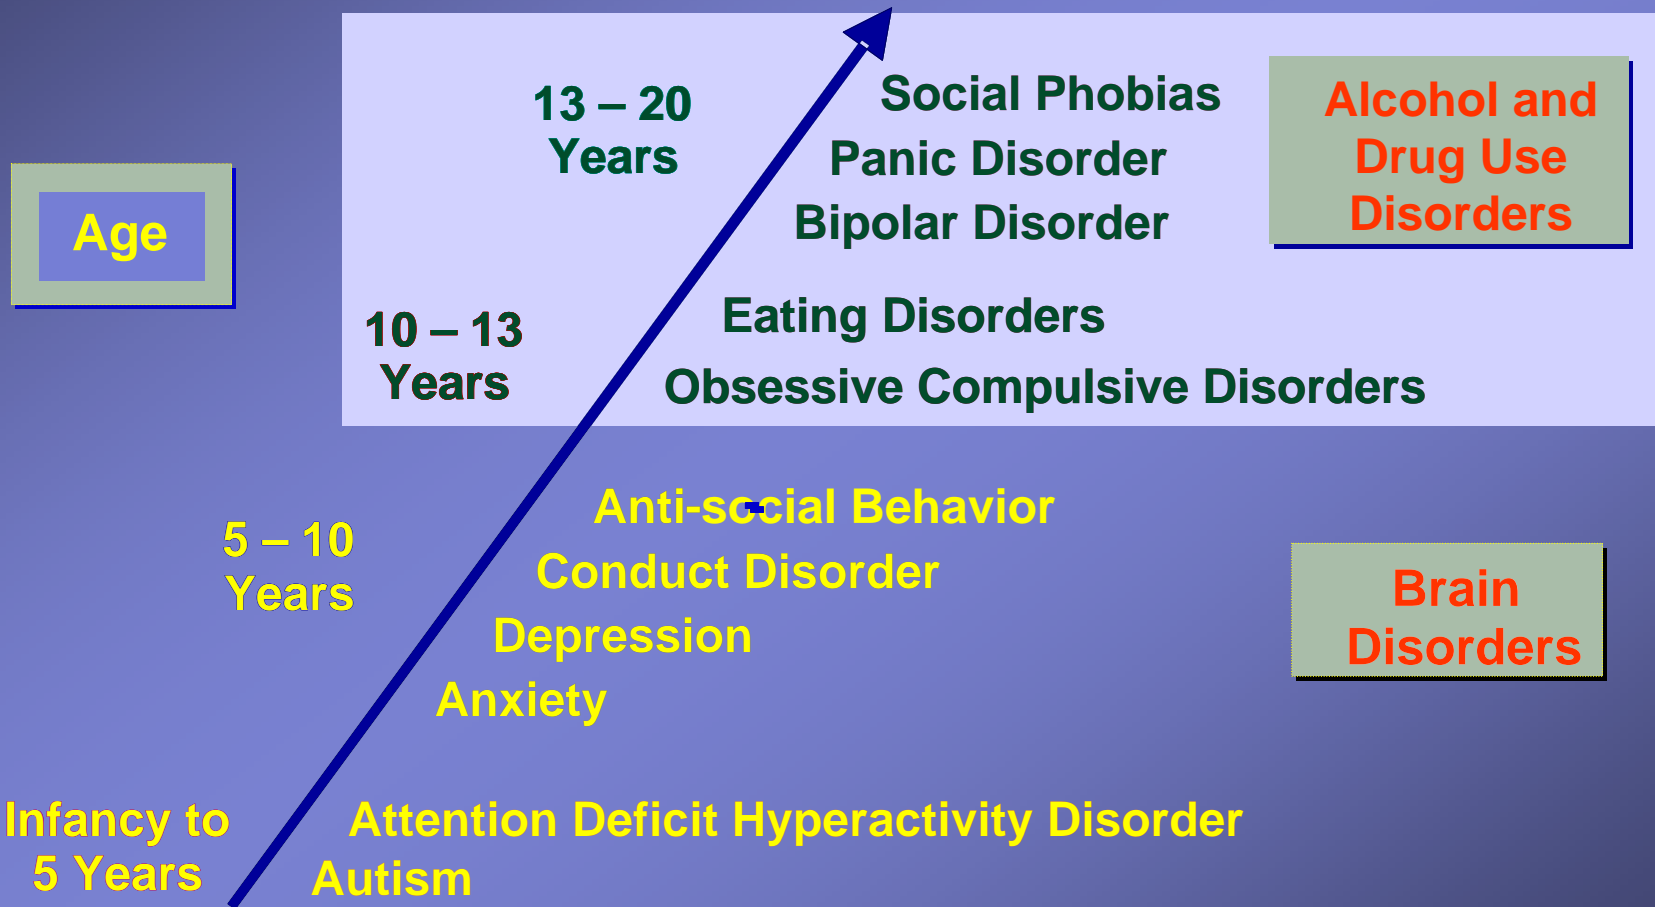 13 – 20
Years
Social Phobias
Panic Disorder
Bipolar Disorder
Alcohol and
Drug Use
Disorders
Age
10 – 13
Years
Eating Disorders
Obsessive Compulsive Disorders
5 – 10
Years
Anti-social Behavior
Conduct Disorder
Depression
Anxiety
Brain
Disorders
Infancy to
5 Years
Attention Deficit Hyperactivity Disorder
Autism